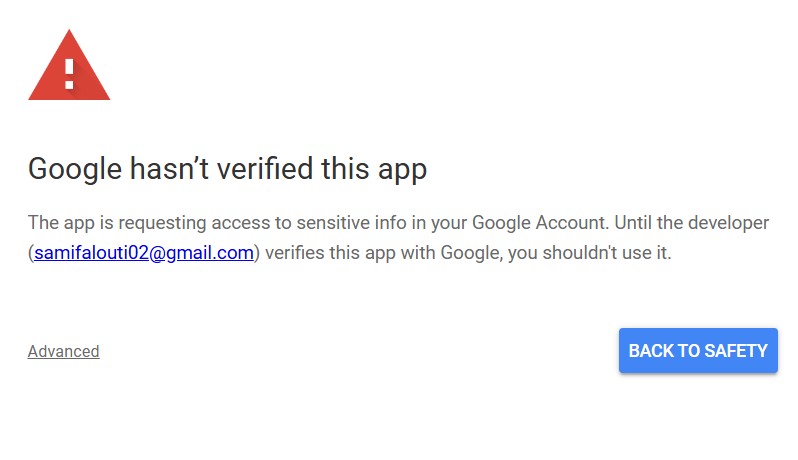 Google hasn’t verified this app
The app is requesting access to sensitive info in your Google Account. Until the developer
(samifalouti02@gmail.com) verifies this app with Google, you shouldn't use it.
Advanced
BACK TO SAFETY